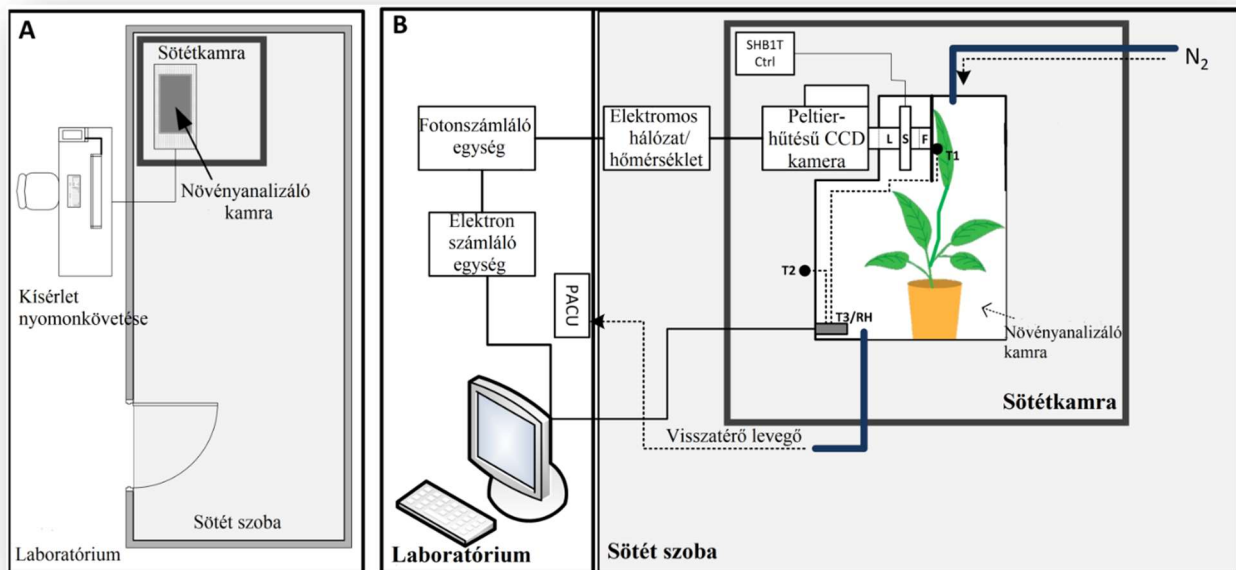 A
Sötétkamra
Növényanalizáló
kamra
Kísérlet
nyomonkövetése
Sötét szoba
Laboratórium
B
SHB1T
Ctrl
N2
Fotonszámláló
egység
Elektromos
hálózat/
hőmérséklet
Peltier-
hűtésű CCD
kamera
L
S
F
T1
Elektron
számláló
egység
PACU
T2
T3/RH
Növényanalizáló
kamra
Sötétkamra
Visszatérő levegő
Laboratórium
Sötét szoba